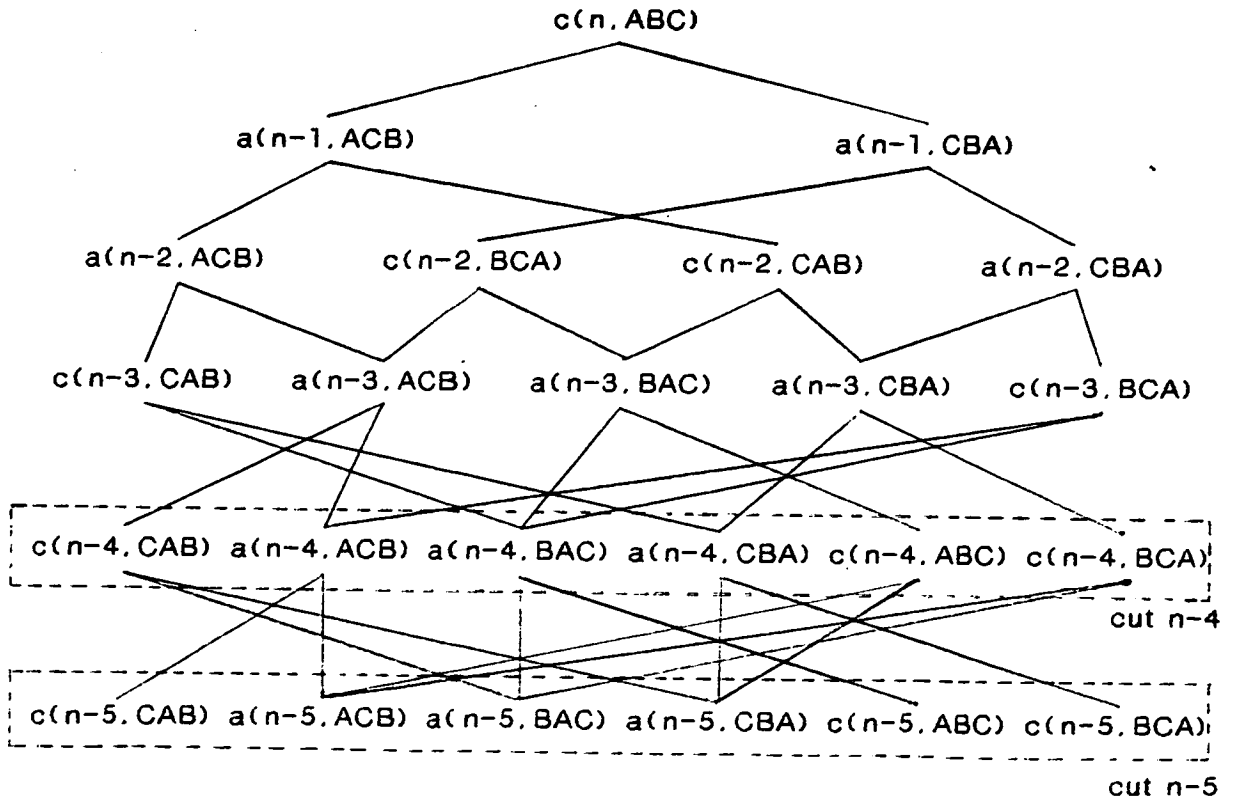 c(n.ABC)
a(n-1.ACB) a(n-1.CBA)
a(n-2.ACB) c(n-2.BCA) c(n-2.CAB) a(n-2.CBA)
c(n-3.CAB) a(n-3.ACB) a(n-3.BAC) a(n-3.CBA) c(n-3.BCA)
c(n-4.CAB) a(n-4.ACB) a(n-4.BAC) a(n-4.CBA) c(n-4.ABC) c(n-4.BCA)
cut n-4
c(n-5.CAB) a(n-5.ACB) a(n-5.BAC) a(n-5.CBA) c(n-5.ABC) c(n-5.BCA)
cut n-5